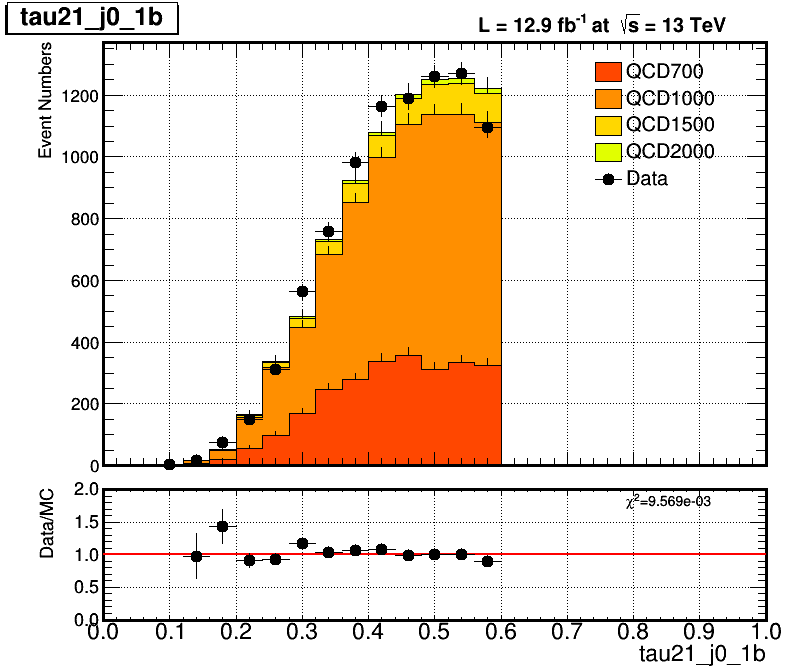 tau21_j0_1b
L = 12.9 fb⁻¹ at √s = 13 TeV
Event Numbers
1200
1000
800
600
400
200
0
QCD700
QCD1000
QCD1500
QCD2000
Data
Data/MC
2.0
1.5
1.0
0.5
0.0
χ²=9.569e-03
0.0 0.1 0.2 0.3 0.4 0.5 0.6 0.7 0.8 0.9 1.0
tau21_j0_1b